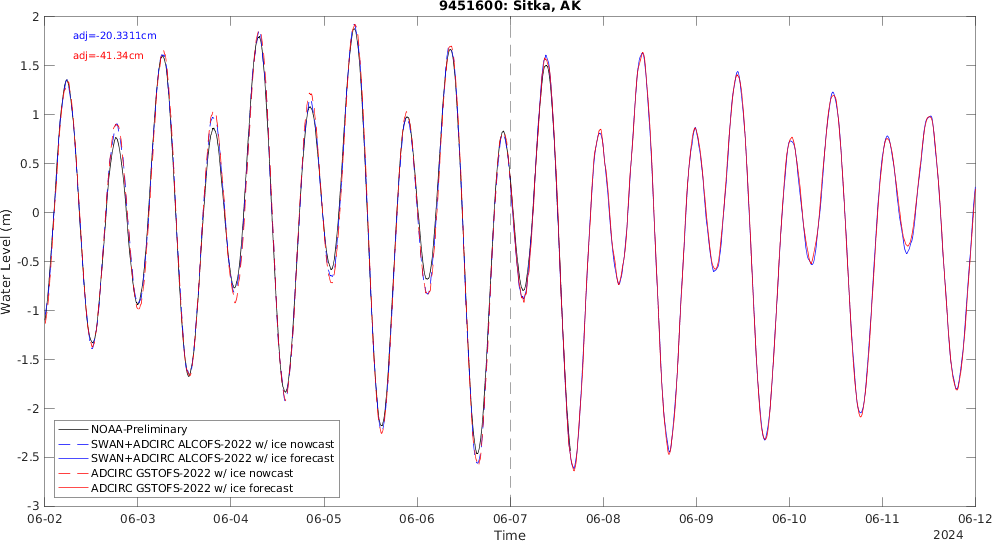 9451600: Sitka, AK
adj=-20.3311cm
adj=-41.34cm
Water Level (m)
2
1.5
1
0.5
0
-0.5
-1
-1.5
-2
-2.5
-3
NOAA-Preliminary
SWAN+ADCIRC ALCOFS-2022 w/ ice nowcast
SWAN+ADCIRC ALCOFS-2022 w/ ice forecast
ADCIRC GSTOFS-2022 w/ ice nowcast
ADCIRC GSTOFS-2022 w/ ice forecast
06-02 06-03 06-04 06-05 06-06 06-07 06-08 06-09 06-10 06-11 06-12
Time
2024